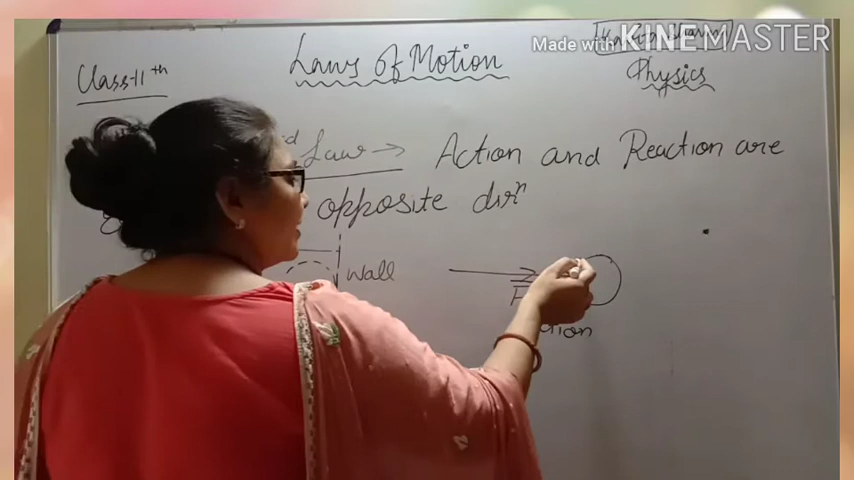 Class-11th
Laws of Motion
Physics
Made with KINEMASTER
Law → Action and Reaction are
opposite dirn
wall
F